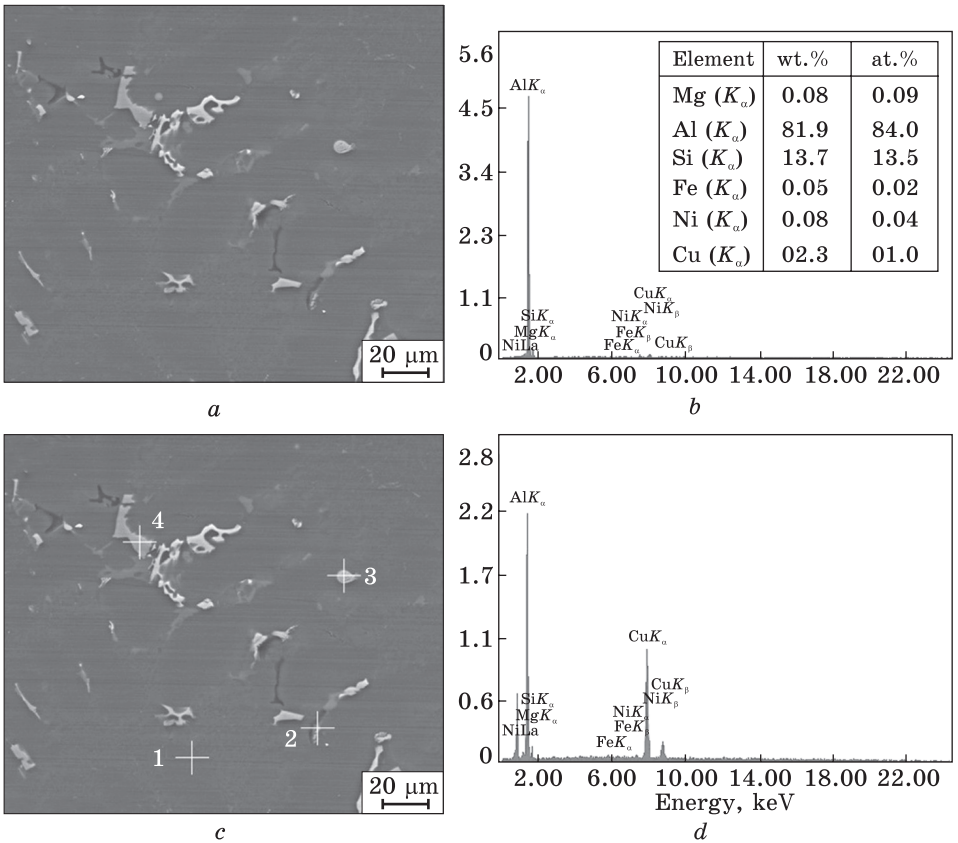 20 μm
a
5.6
4.5
3.4
2.3
1.1
0
AlKα
SiKα
MgKα
NiLa
CuKα
NiKα NiKβ
FeKβ
FeKα CuKβ
2.00 6.00 10.00 14.00 18.00 22.00
Element wt.% at.%
Mg (Kα) 0.08 0.09
Al (Kα) 81.9 84.0
Si (Kα) 13.7 13.5
Fe (Kα) 0.05 0.02
Ni (Kα) 0.08 0.04
Cu (Kα) 02.3 01.0
b
4
3
2
1
20 μm
c
2.8
2.2
1.7
1.1
0.6
0
AlKα
SiKα
MgKα
NiLa
CuKα
CuKβ
NiKβ
NiKα
FeKβ
FeKα
2.00 6.00 10.00 14.00 18.00 22.00
Energy, keV
d